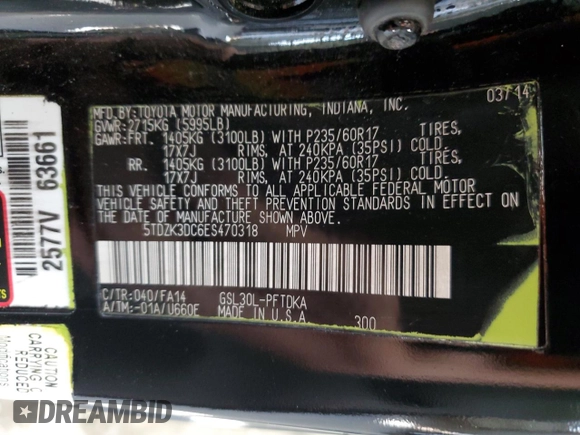 MFD.BY:TOYOTA MOTOR MANUFACTURING, INDIANA, INC. 03/14
GVWR:2715KG (5995LB)
GAWR:FRT. 1405KG (3100LB) WITH P235/60R17 TIRES,
17X7J RIMS, AT 240KPA (35PSI) COLD.
RR. 1405KG (3100LB) WITH P235/60R17 TIRES,
17X7J RIMS, AT 240KPA (35PSI) COLD.
THIS VEHICLE CONFORMS TO ALL APPLICABLE FEDERAL MOTOR
VEHICLE SAFETY AND THEFT PREVENTION STANDARDS IN EFFECT ON
THE DATE OF MANUFACTURE SHOWN ABOVE.
5TDZK3DC6ES470318 MPV
C/TR:040/FA14 GSL30L-PFTDKA
A/TM:-01A/U660E MADE IN U.S.A. 300
2577V 63661
CAUTION
CARRYING C
REDUCED
Modifications
DREAMBID